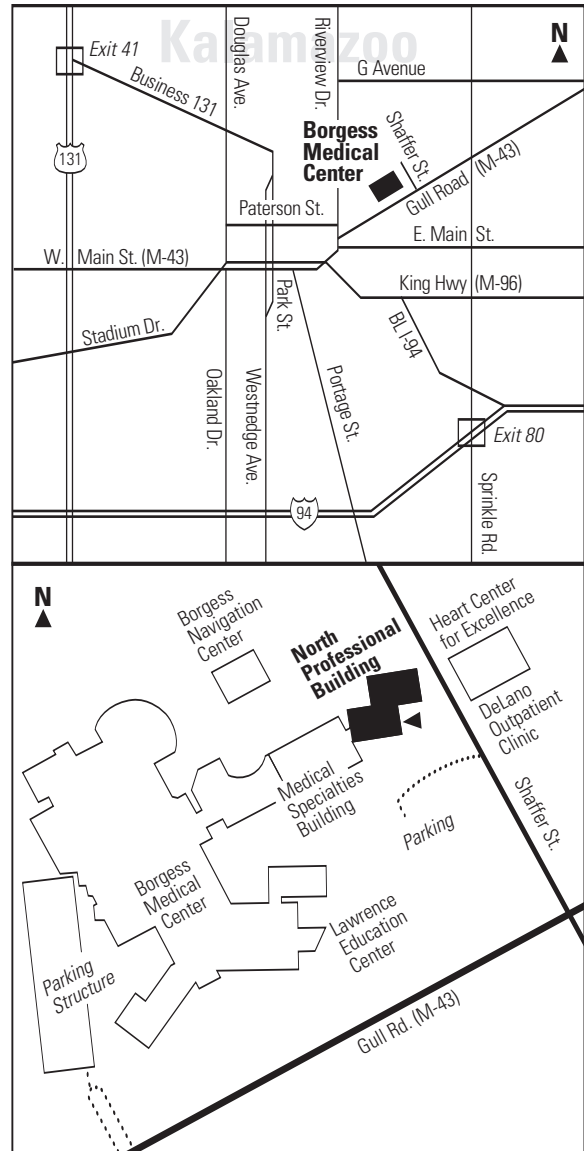 Kalamazoo
N
Exit 41
Business 131
Douglas Ave.
Riverview Dr.
G Avenue
131
Borgess
Medical
Center
Shaffer St.
Gull Road (M-43)
Paterson St.
W. Main St. (M-43)
E. Main St.
King Hwy (M-96)
Park St.
BL I-94
Stadium Dr.
Oakland Dr.
Westnedge Ave.
Portage St.
Exit 80
Sprinkle Rd.
94
N
Borgess
Navigation
Center
North
Professional
Building
Heart Center
for Excellence
DeLano
Outpatient
Clinic
Medical
Specialties
Building
Parking
Shaffer St.
Borgess
Medical
Center
Lawrence
Education
Center
Parking
Structure
Gull Rd. (M-43)